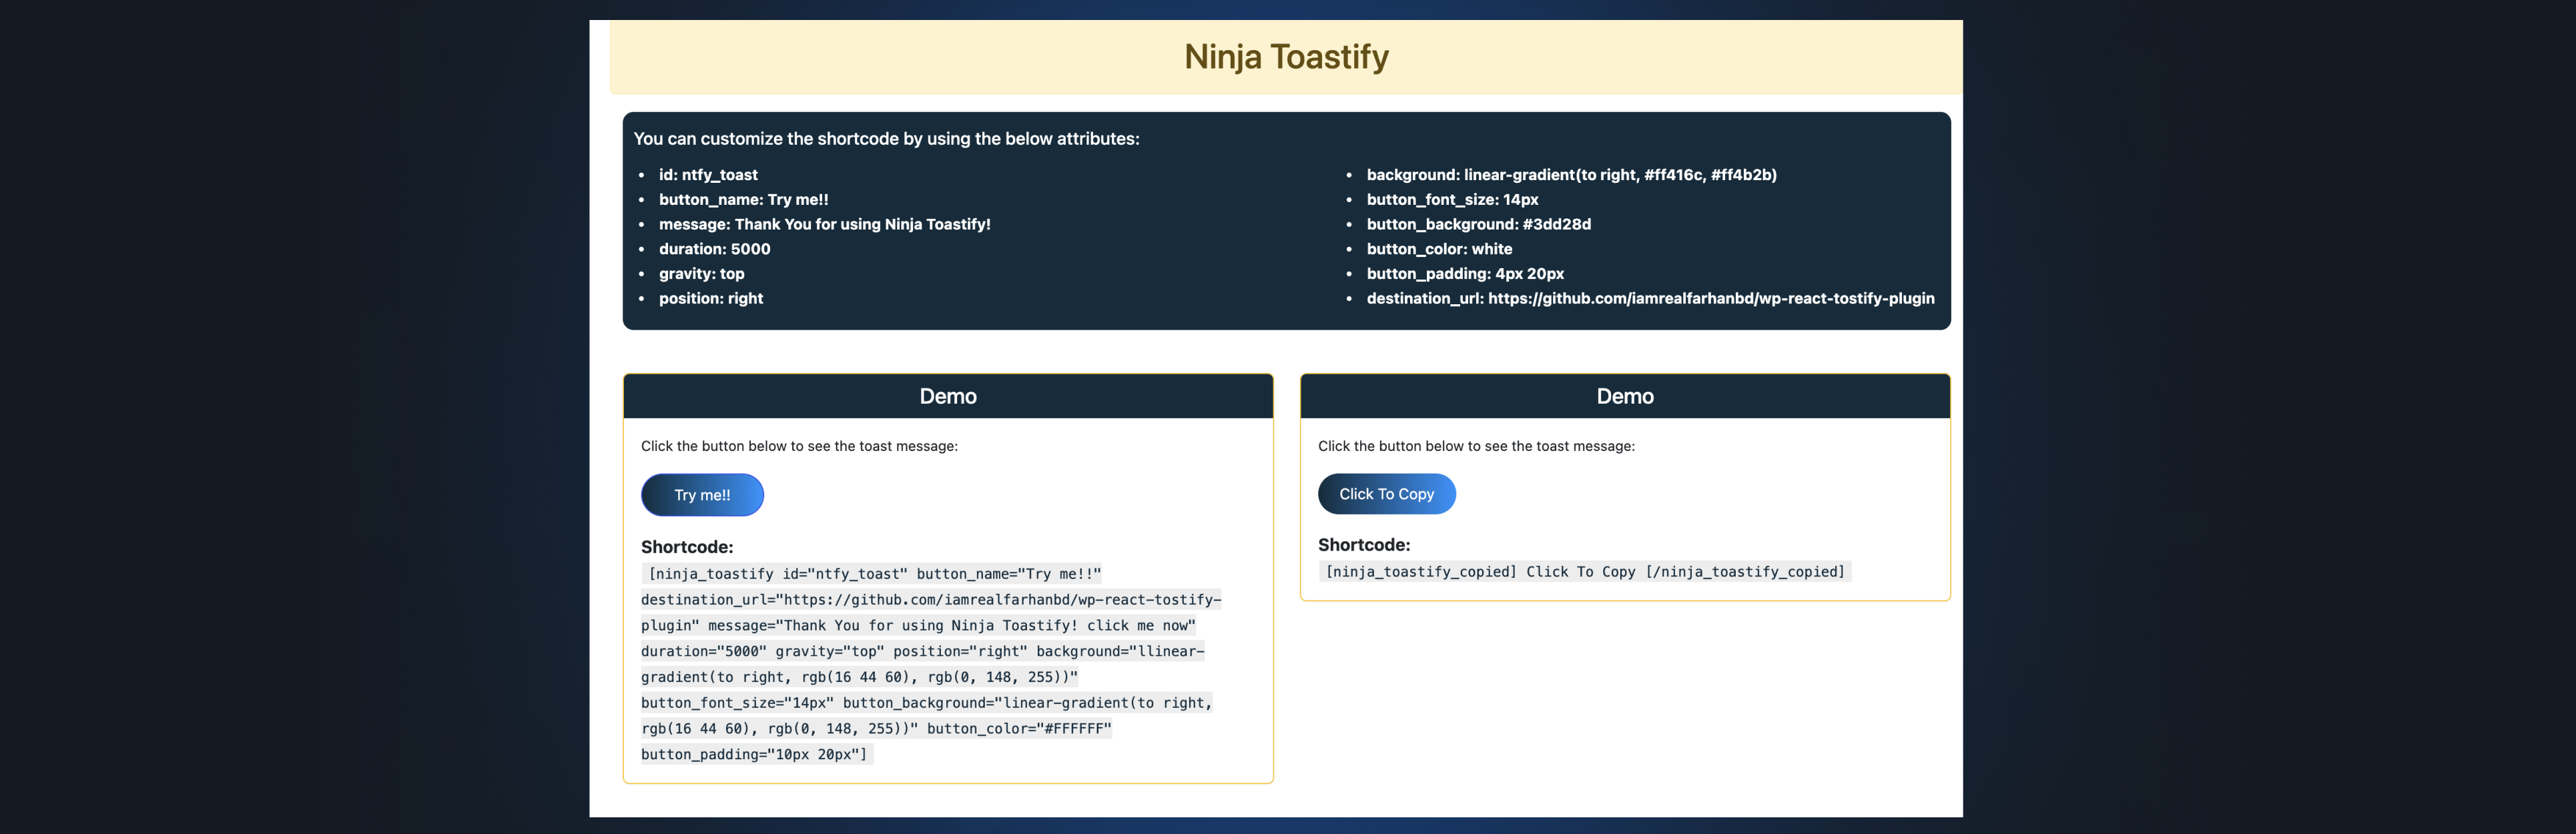 Ninja Toastify
You can customize the shortcode by using the below attributes:
• id: ntfy_toast
• button_name: Try me!!
• message: Thank You for using Ninja Toastify!
• duration: 5000
• gravity: top
• position: right
• background: linear-gradient(to right, #ff416c, #ff4b2b)
• button_font_size: 14px
• button_background: #3dd28d
• button_color: white
• button_padding: 4px 20px
• destination_url: https://github.com/iamrealfarhanbd/wp-react-tostify-plugin
Demo
Click the button below to see the toast message:
Try me!!
Shortcode:
[ninja_toastify id="ntfy_toast" button_name="Try me!!"
destination_url="https://github.com/iamrealfarhanbd/wp-react-tostify-
plugin" message="Thank You for using Ninja Toastify! click me now"
duration="5000" gravity="top" position="right" background="llinear-
gradient(to right, rgb(16 44 60), rgb(0, 148, 255))"
button_font_size="14px" button_background="linear-gradient(to right,
rgb(16 44 60), rgb(0, 148, 255))" button_color="#FFFFFF"
button_padding="10px 20px"]
Demo
Click the button below to see the toast message:
Click To Copy
Shortcode:
[ninja_toastify_copied] Click To Copy [/ninja_toastify_copied]